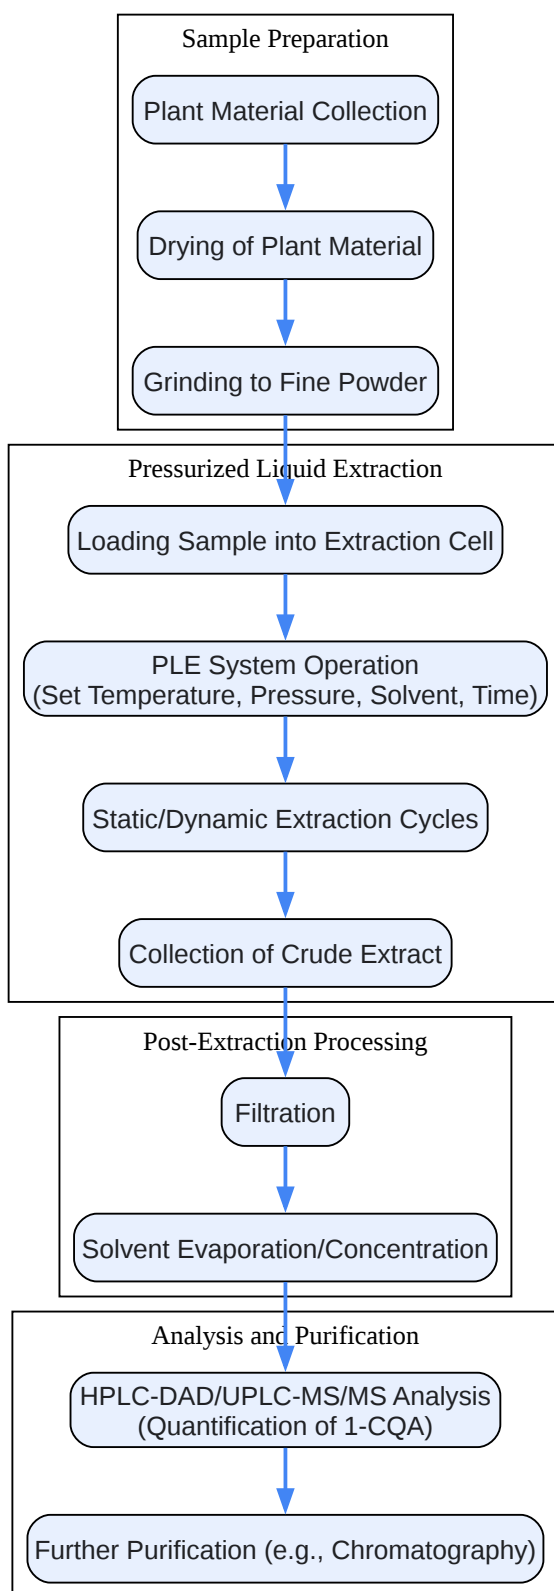 Sample Preparation
Plant Material Collection
Drying of Plant Material
Grinding to Fine Powder
Pressurized Liquid Extraction
Loading Sample into Extraction Cell
PLE System Operation
(Set Temperature, Pressure, Solvent, Time)
Static/Dynamic Extraction Cycles
Collection of Crude Extract
Post-Extraction Processing
Filtration
Solvent Evaporation/Concentration
Analysis and Purification
HPLC-DAD/UPLC-MS/MS Analysis
(Quantification of 1-CQA)
Further Purification (e.g., Chromatography)